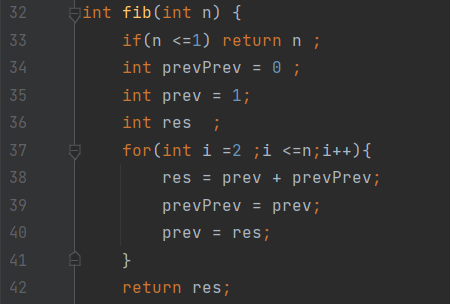 32 int fib(int n) {
33 if(n <=1) return n ;
34 int prevPrev = 0 ;
35 int prev = 1;
36 int res  ;
37 for(int i =2 ;i <=n;i++){
38 res = prev + prevPrev;
39 prevPrev = prev;
40 prev = res;
41 }
42 return res;